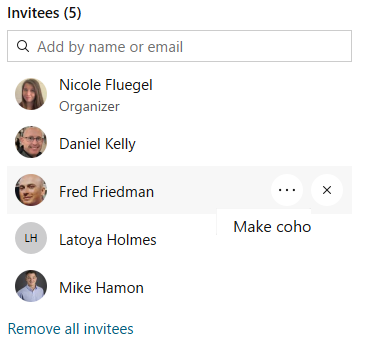 Invitees (5)
Add by name or email
Nicole Fluegel
Organizer
Daniel Kelly
Fred Friedman
Make coho
LH Latoya Holmes
Mike Hamon
Remove all invitees